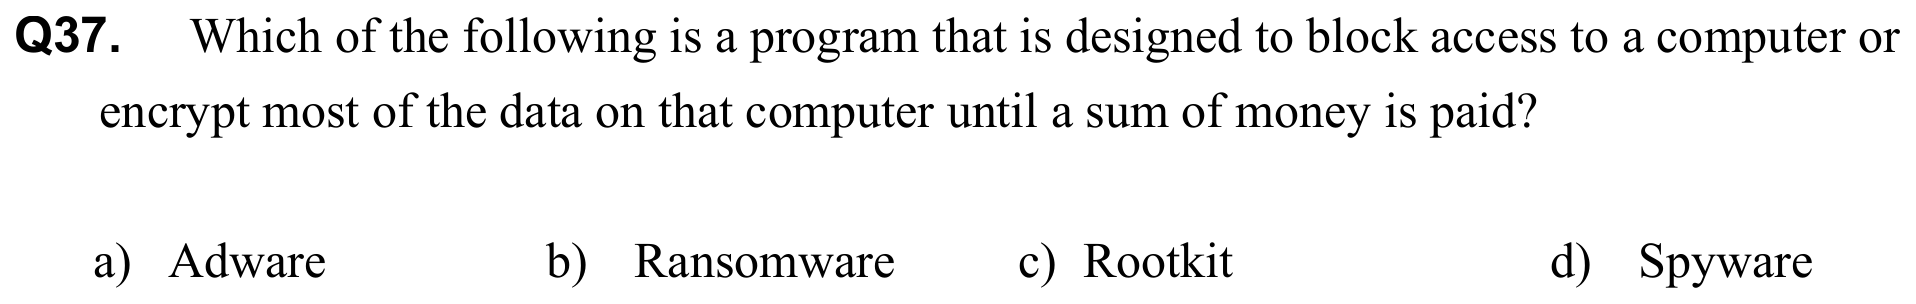 Q37. Which of the following is a program that is designed to block access to a computer or
encrypt most of the data on that computer until a sum of money is paid?
a) Adware b) Ransomware c) Rootkit d) Spyware